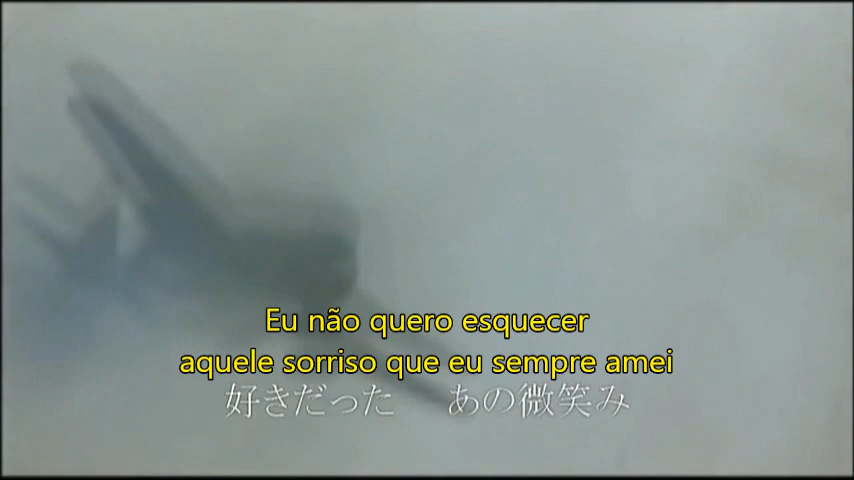 Eu não quero esquecer
aquele sorriso que eu sempre amei
好きだった　あの微笑み